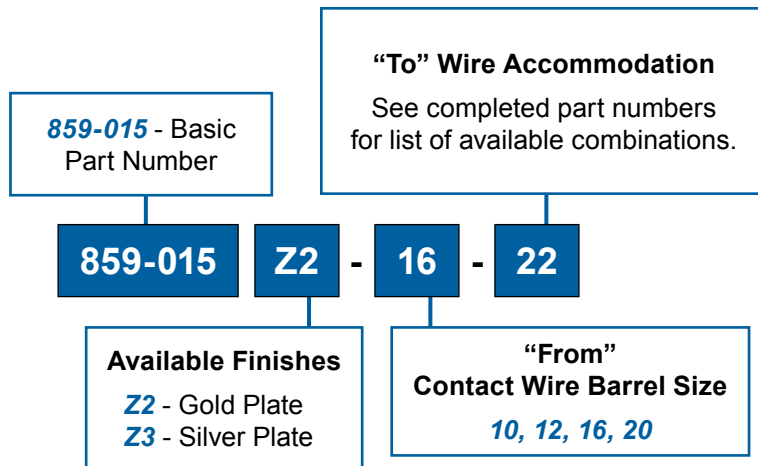 “To” Wire Accommodation
See completed part numbers
for list of available combinations.
859-015 - Basic
Part Number
859-015 Z2 - 16 - 22
Available Finishes
Z2 - Gold Plate
Z3 - Silver Plate
“From”
Contact Wire Barrel Size
10, 12, 16, 20